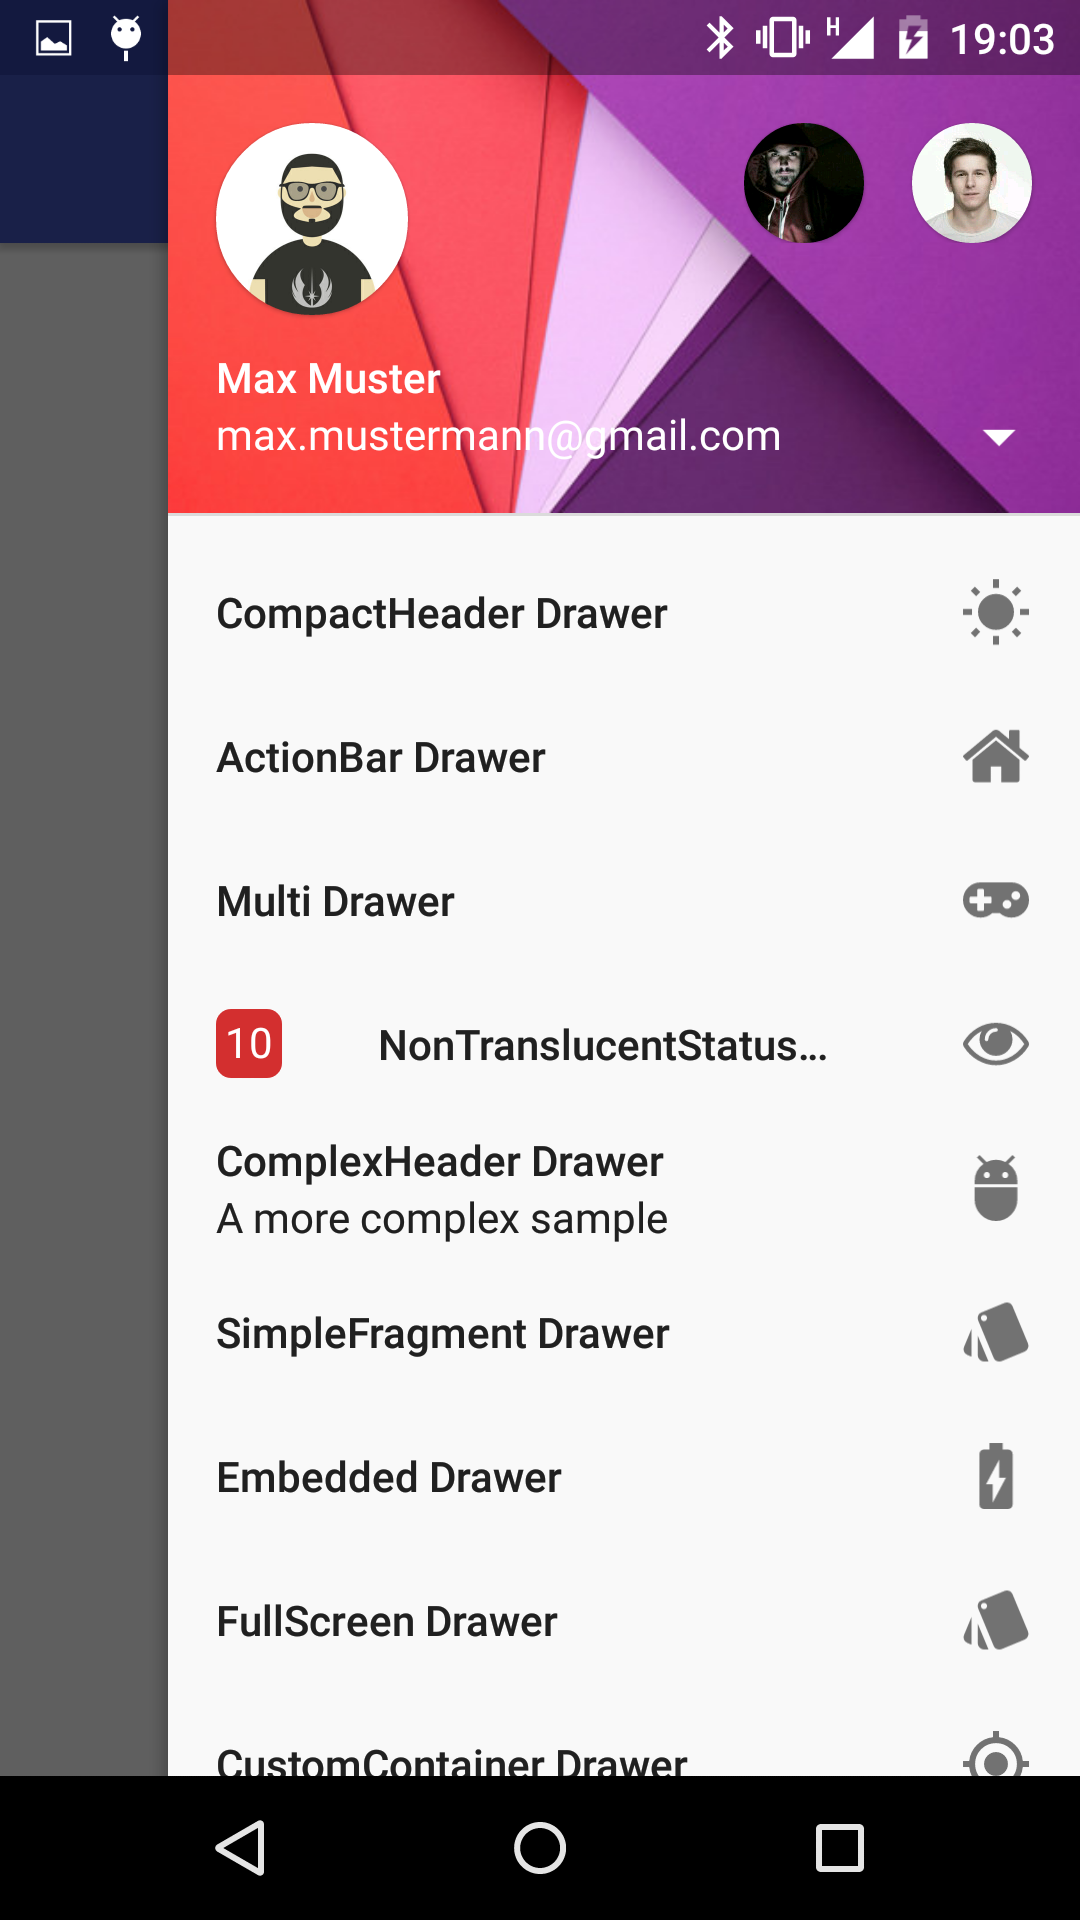 H 19:03
Max Muster
max.mustermann@gmail.com
CompactHeader Drawer
ActionBar Drawer
Multi Drawer
10 NonTranslucentStatus...
ComplexHeader Drawer
A more complex sample
SimpleFragment Drawer
Embedded Drawer
FullScreen Drawer
CustomContainer Drawer